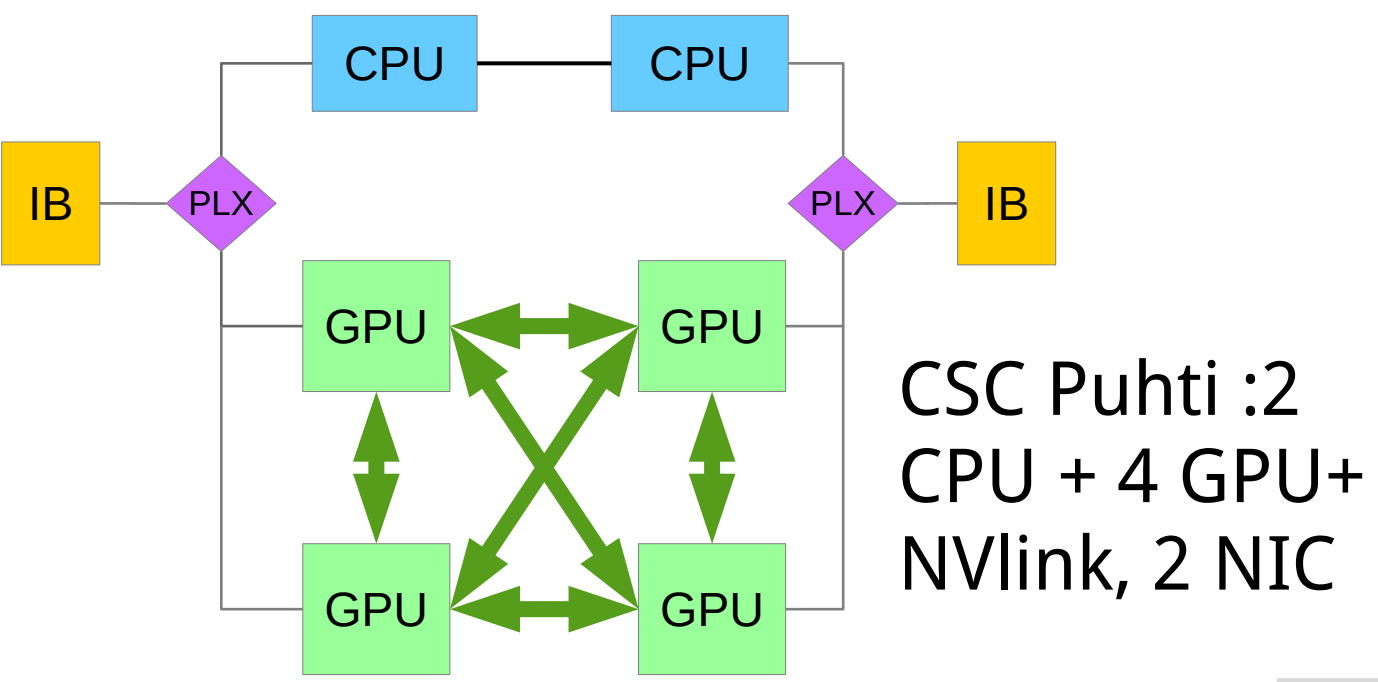 CPU
CPU
IB
PLX
PLX
IB
GPU
GPU
GPU
GPU
CSC Puhti :2
CPU + 4 GPU+
NVlink, 2 NIC